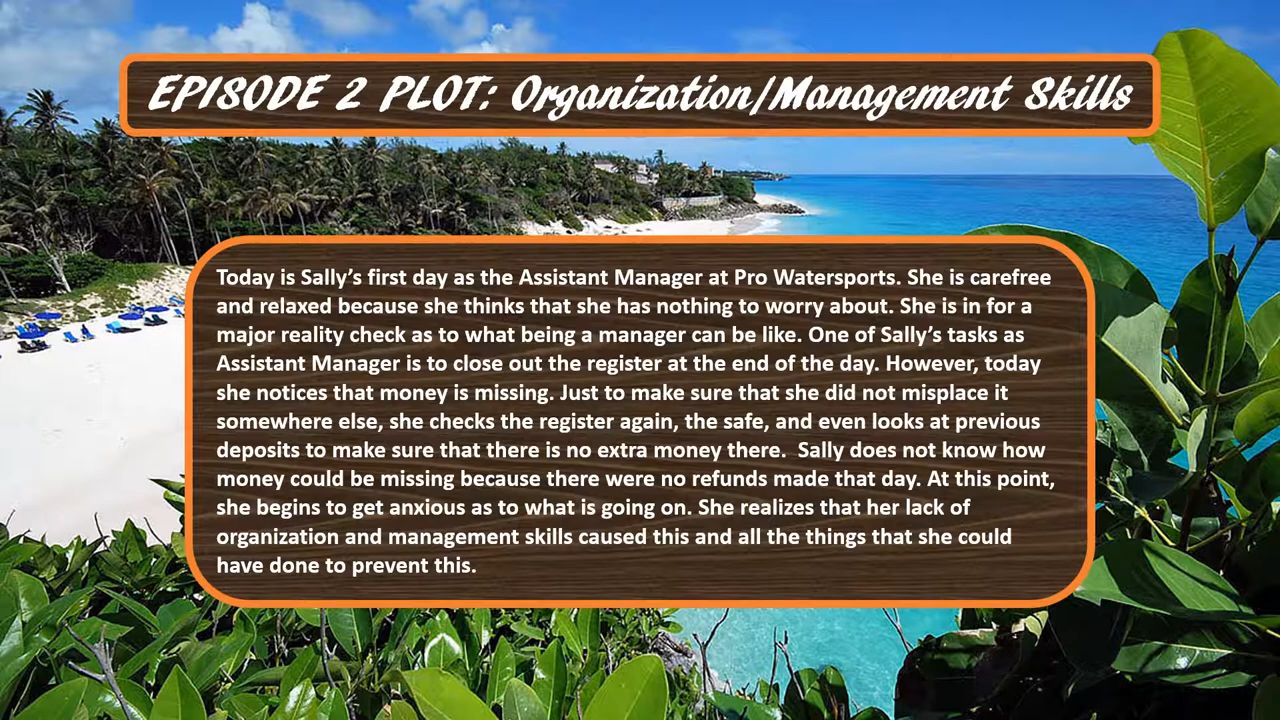 EPISODE 2 PLOT: Organization/Management Skills
Today is Sally’s first day as the Assistant Manager at Pro Watersports. She is carefree
and relaxed because she thinks that she has nothing to worry about. She is in for a
major reality check as to what being a manager can be like. One of Sally’s tasks as
Assistant Manager is to close out the register at the end of the day. However, today
she notices that money is missing. Just to make sure that she did not misplace it
somewhere else, she checks the register again, the safe, and even looks at previous
deposits to make sure that there is no extra money there.  Sally does not know how
money could be missing because there were no refunds made that day. At this point,
she begins to get anxious as to what is going on. She realizes that her lack of
organization and management skills caused this and all the things that she could
have done to prevent this.